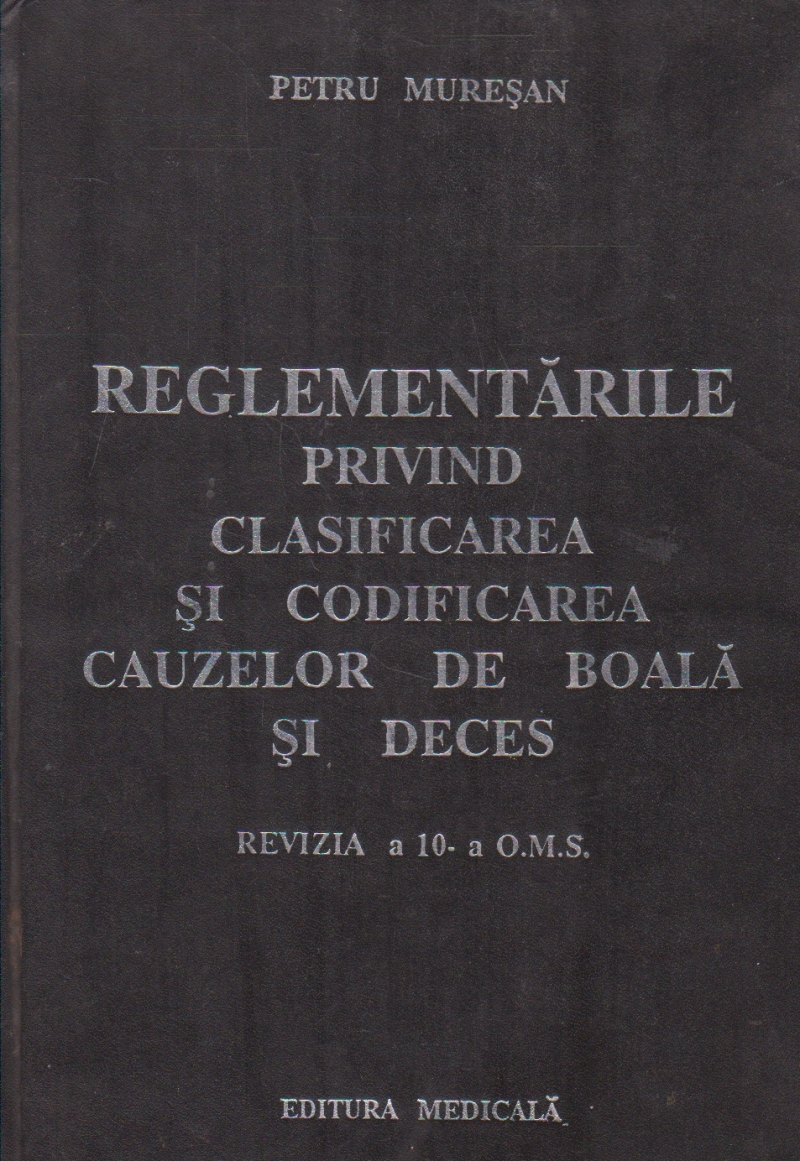 PETRU MUREŞAN
REGLEMENTĂRILE
PRIVIND
CLASIFICAREA
ŞI CODIFICAREA
CAUZELOR DE BOALĂ
ŞI DECES
REVIZIA a 10- a O.M.S.
EDITURA MEDICALĂ